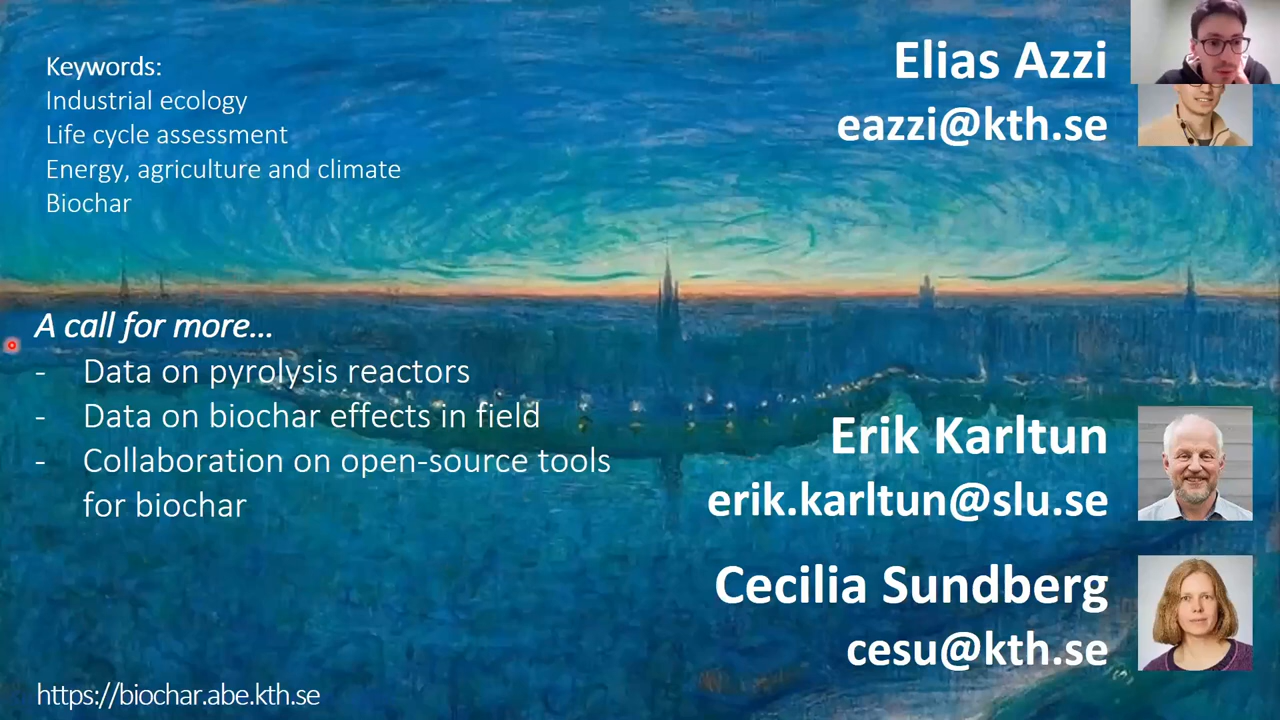 Keywords:
Industrial ecology
Life cycle assessment
Energy, agriculture and climate
Biochar
A call for more...
- Data on pyrolysis reactors
- Data on biochar effects in field
- Collaboration on open-source tools
for biochar
https://biochar.abe.kth.se
Elias Azzi
eazzi@kth.se
Erik Karltun
erik.karltun@slu.se
Cecilia Sundberg
cesu@kth.se